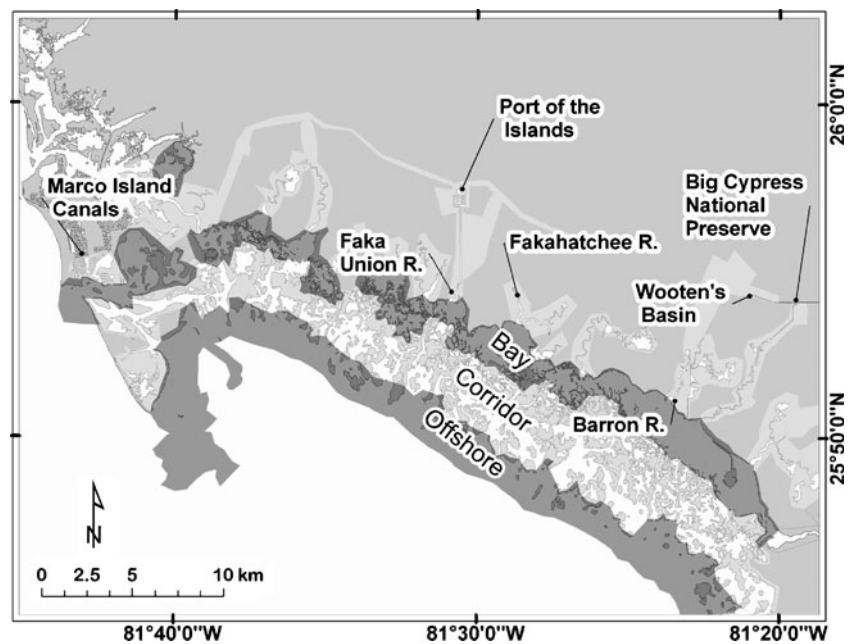 Port of the
Islands
Marco Island
Canals
Big Cypress
National
Preserve
Faka
Union R.
Fakahatchee R.
Wooten's
Basin
Bay
Corridor
Offshore
Barron R.
N
0 2.5 5 10 km
26°0'0"N
25°50'0"N
81°40'0"W
81°30'0"W
81°20'0"W